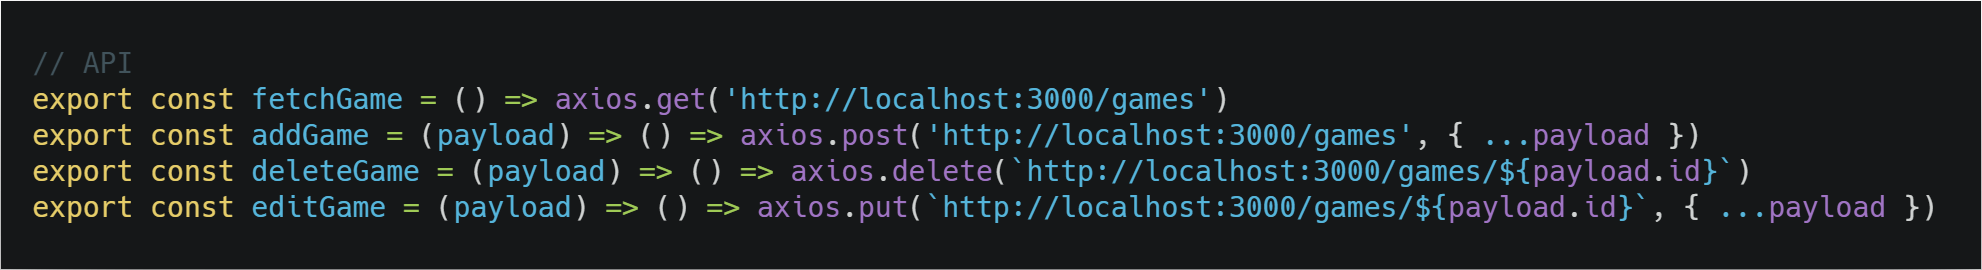 // API
export const fetchGame = () => axios.get('http://localhost:3000/games')
export const addGame = (payload) => () => axios.post('http://localhost:3000/games', { ...payload })
export const deleteGame = (payload) => () => axios.delete(`http://localhost:3000/games/${payload.id}`)
export const editGame = (payload) => () => axios.put(`http://localhost:3000/games/${payload.id}`, { ...payload })